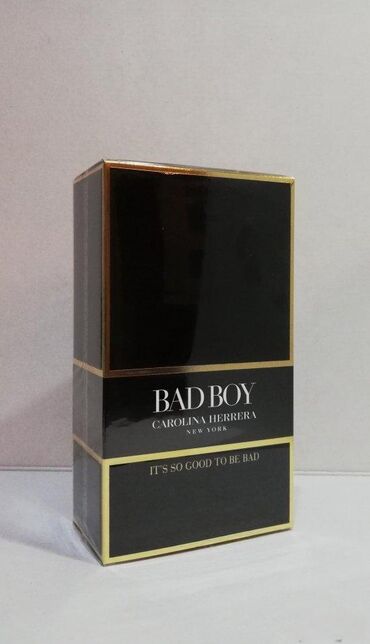 BAD BOY
CAROLINA HERRERA
NEW YORK
IT'S SO GOOD TO BE BAD